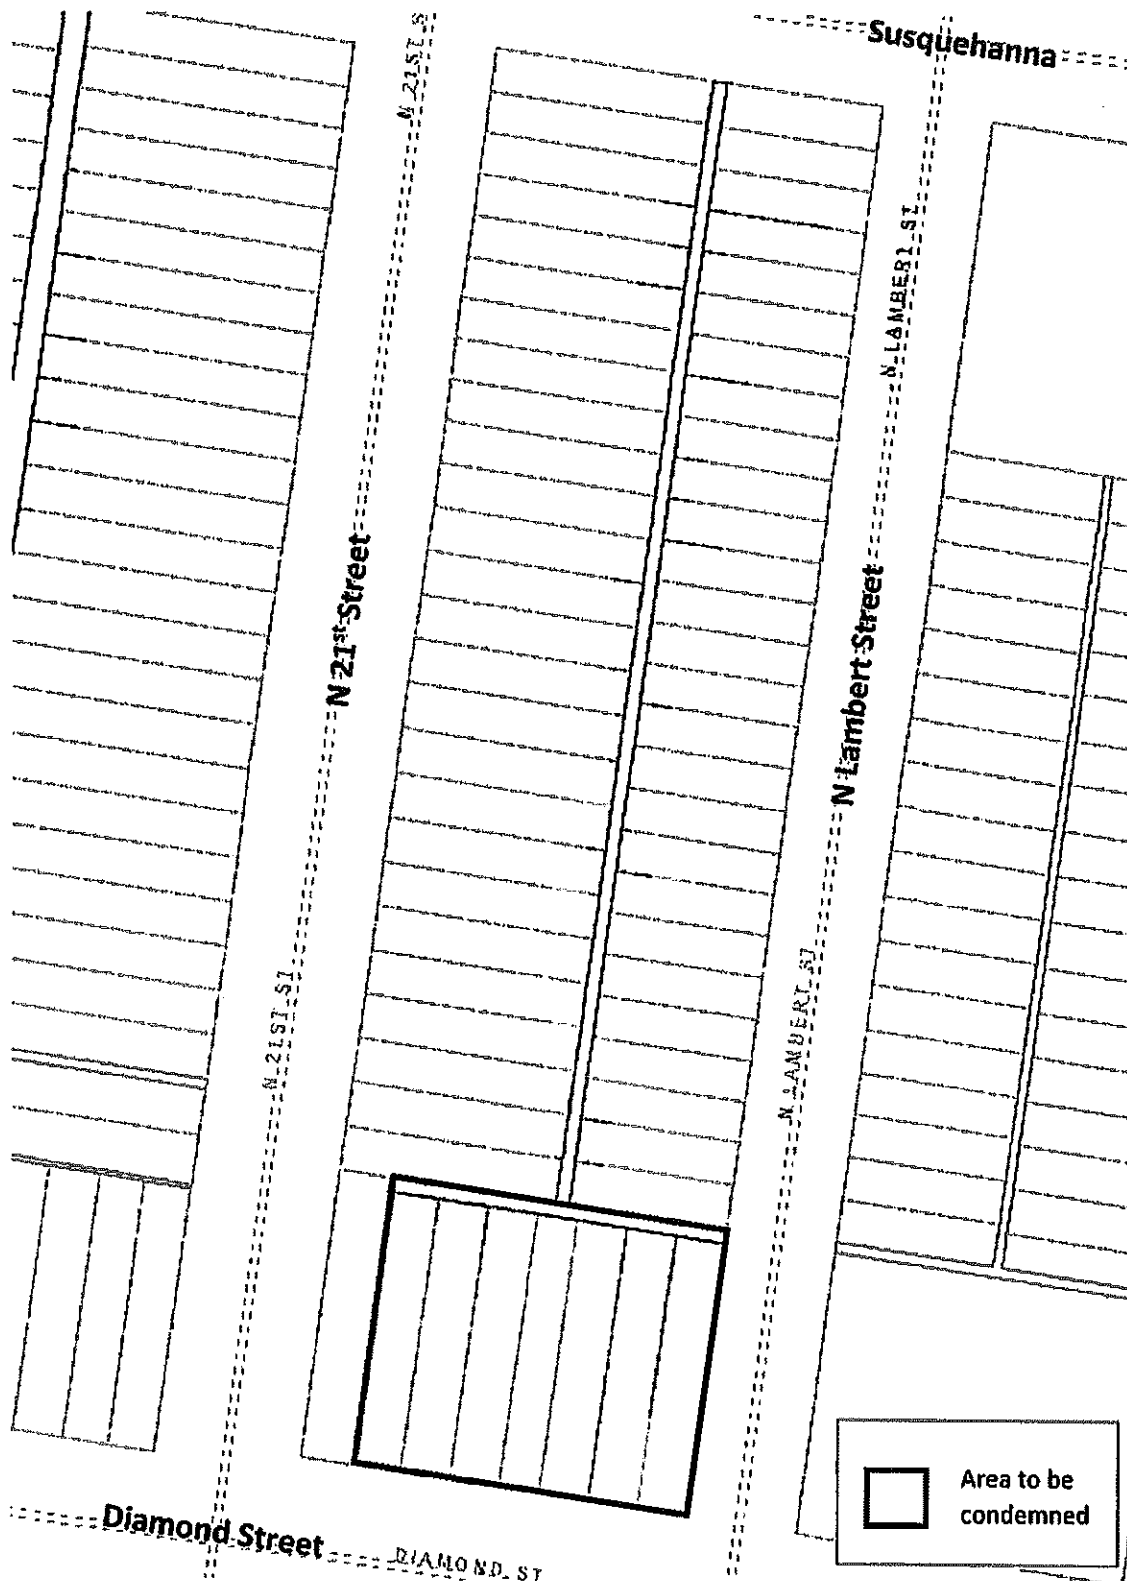 Susquehanna
N 21ST S
N LAMBERT ST
N 21st Street
N Lambert Street
N 21ST ST
N LAMBERT ST
Diamond Street
DIAMOND ST
Area to be
condemned